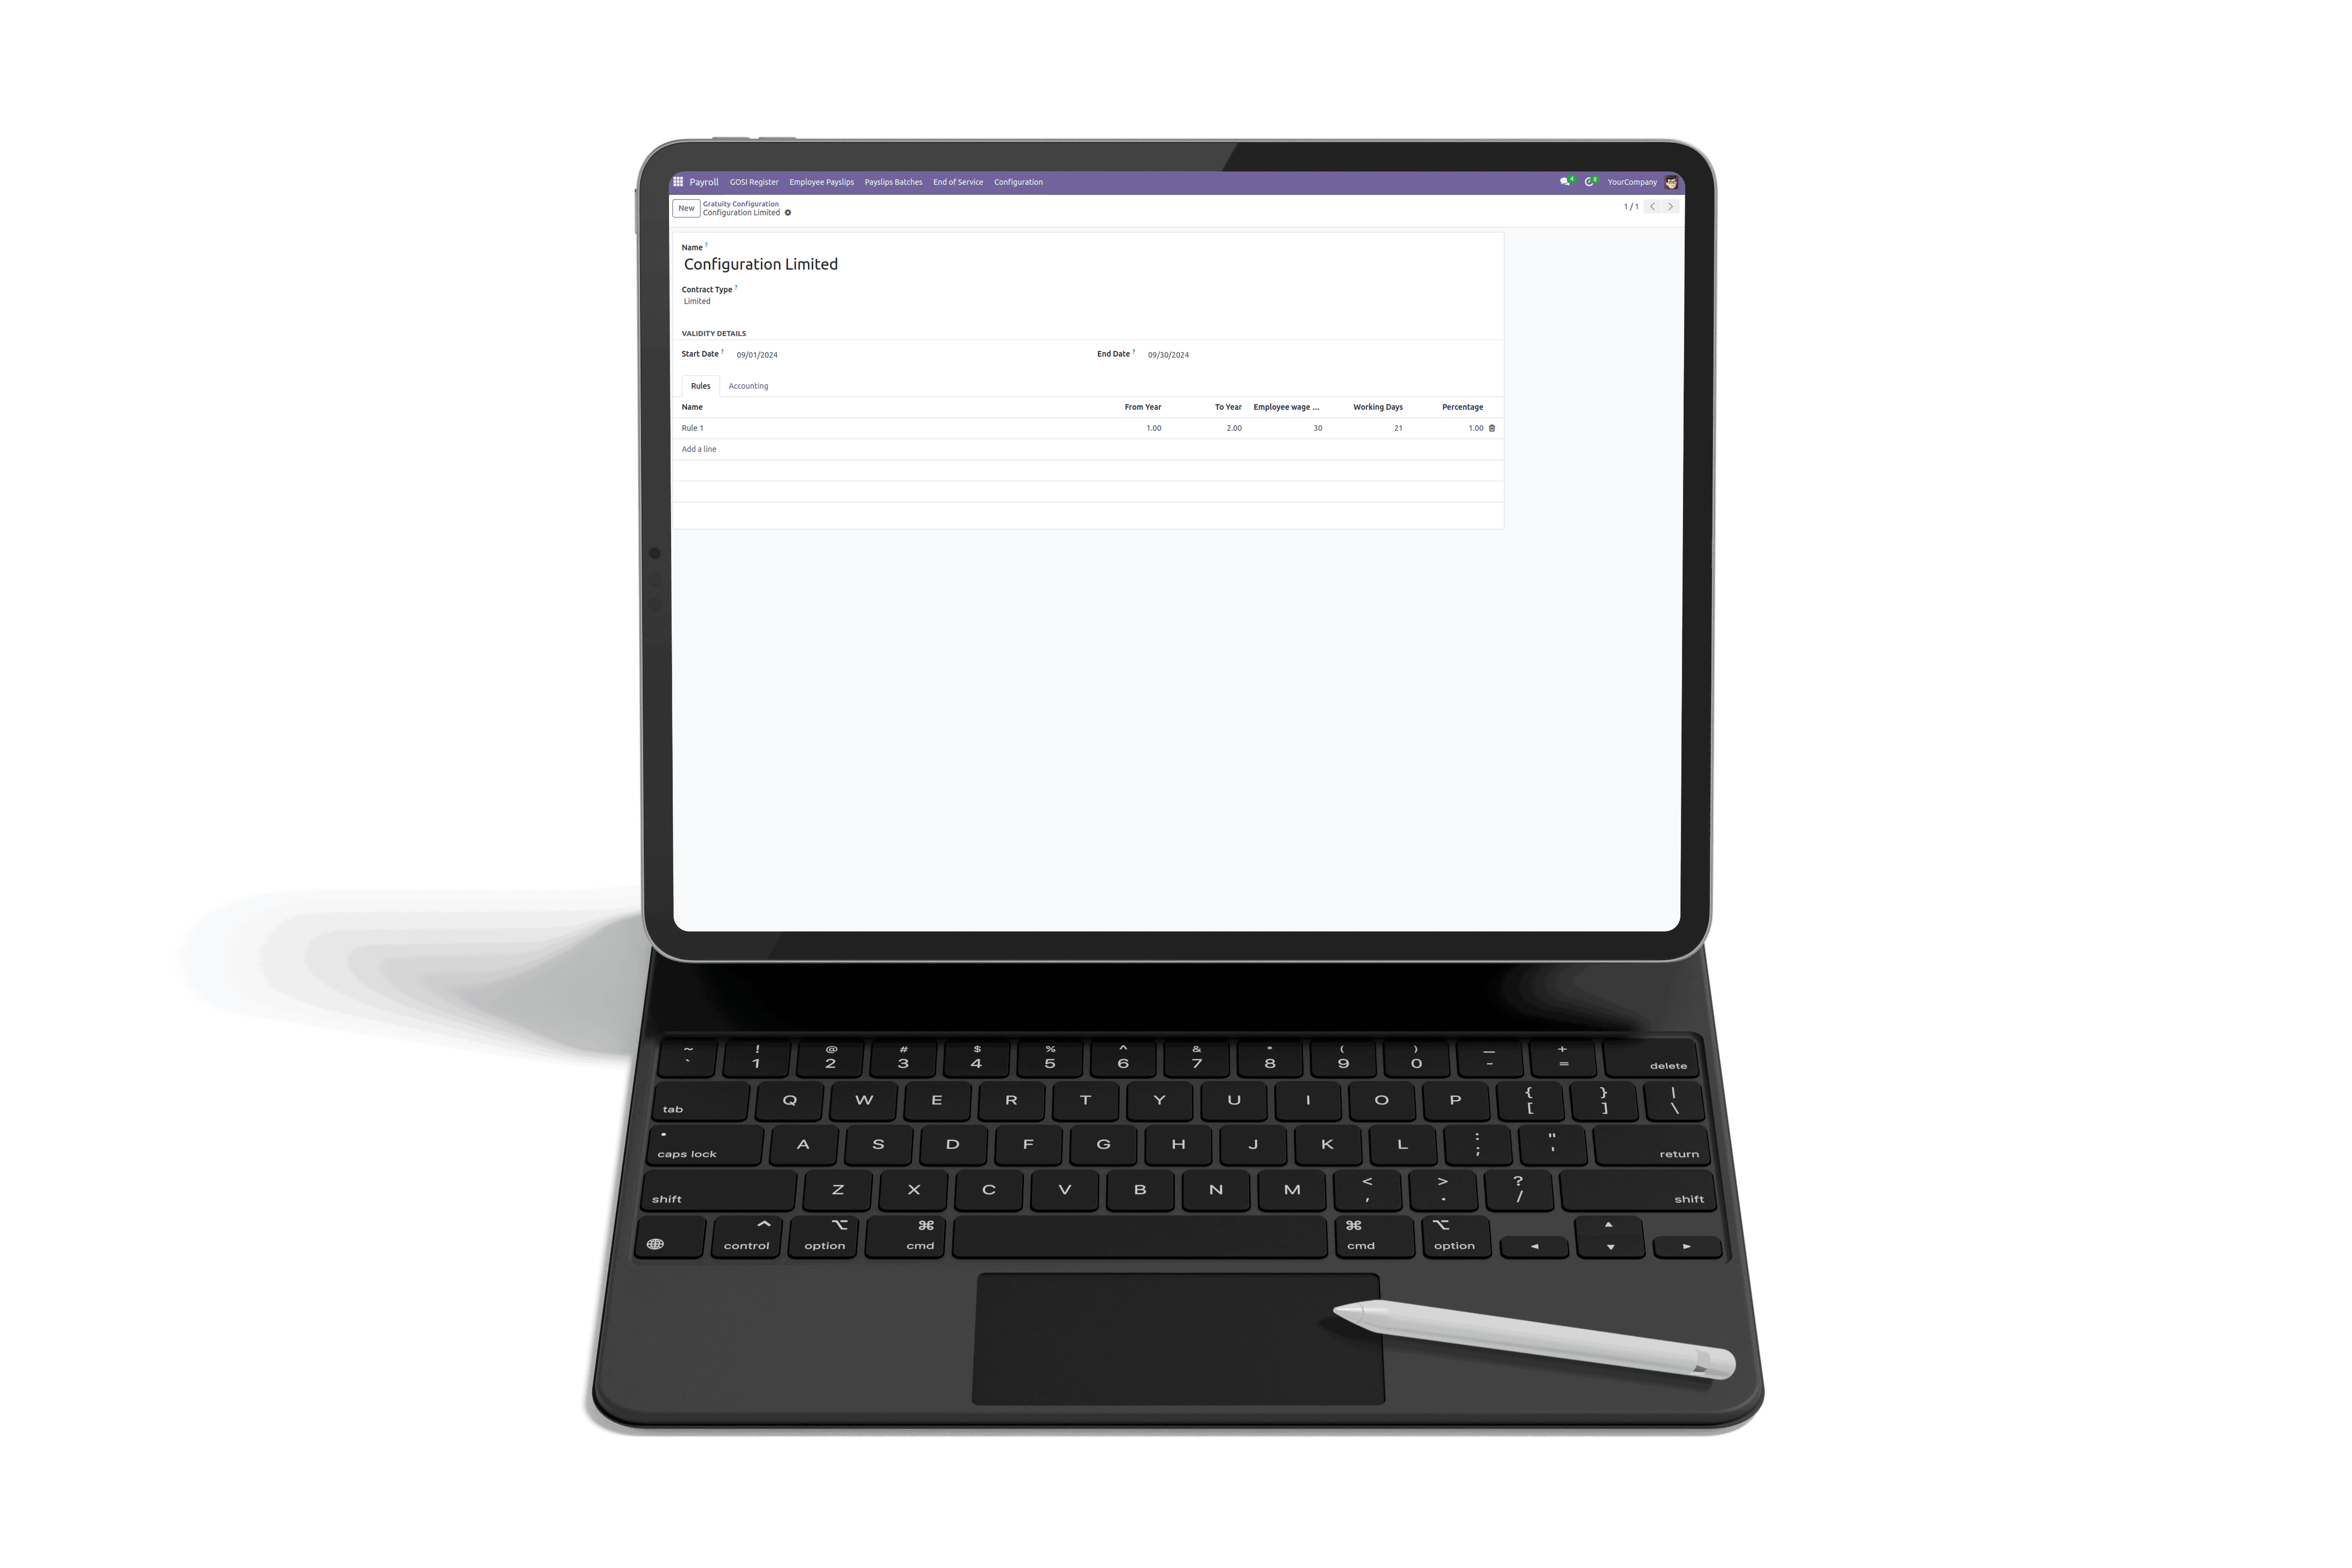 Payroll GOSI Register Employee Payslips Payslips Batches End of Service Configuration 4 8 YourCompany
New Gratuity Configuration 1 / 1
Configuration Limited
Name ?
Configuration Limited
Contract Type ?
Limited
VALIDITY DETAILS
Start Date ? 09/01/2024 End Date ? 09/30/2024
Rules Accounting
Name From Year To Year Employee wage ... Working Days Percentage
Rule 1 1.00 2.00 30 21 1.00
Add a line
~ ! @ # $ % ^ & * ( ) — +
` 1 2 3 4 5 6 7 8 9 0 - = delete
tab Q W E R T Y U I O P { [ } ] | \
caps lock A S D F G H J K L : ; " ' return
shift Z X C V B N M < , > . ? / shift
control option ⌘ cmd ⌘ cmd option